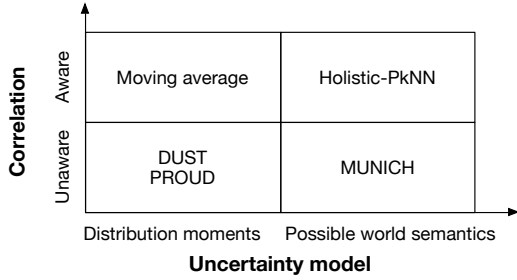 Correlation
Aware
Unaware
Moving average
Holistic-PkNN
DUST
PROUD
MUNICH
Distribution moments
Possible world semantics
Uncertainty model